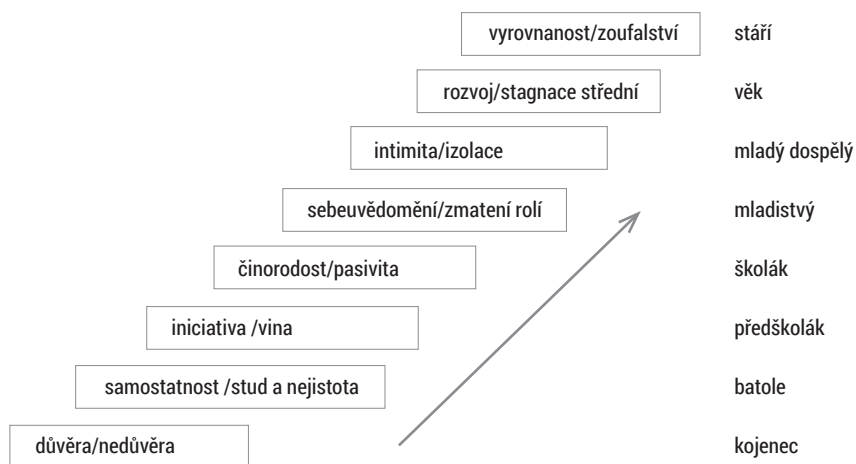 vyrovnanost/zoufalství stáří
rozvoj/stagnace střední věk
intimita/izolace mladý dospělý
sebeuvědomění/zmatení rolí mladistvý
činorodost/pasivita školák
iniciativa /vina předškolák
samostatnost /stud a nejistota batole
důvěra/nedůvěra kojenec